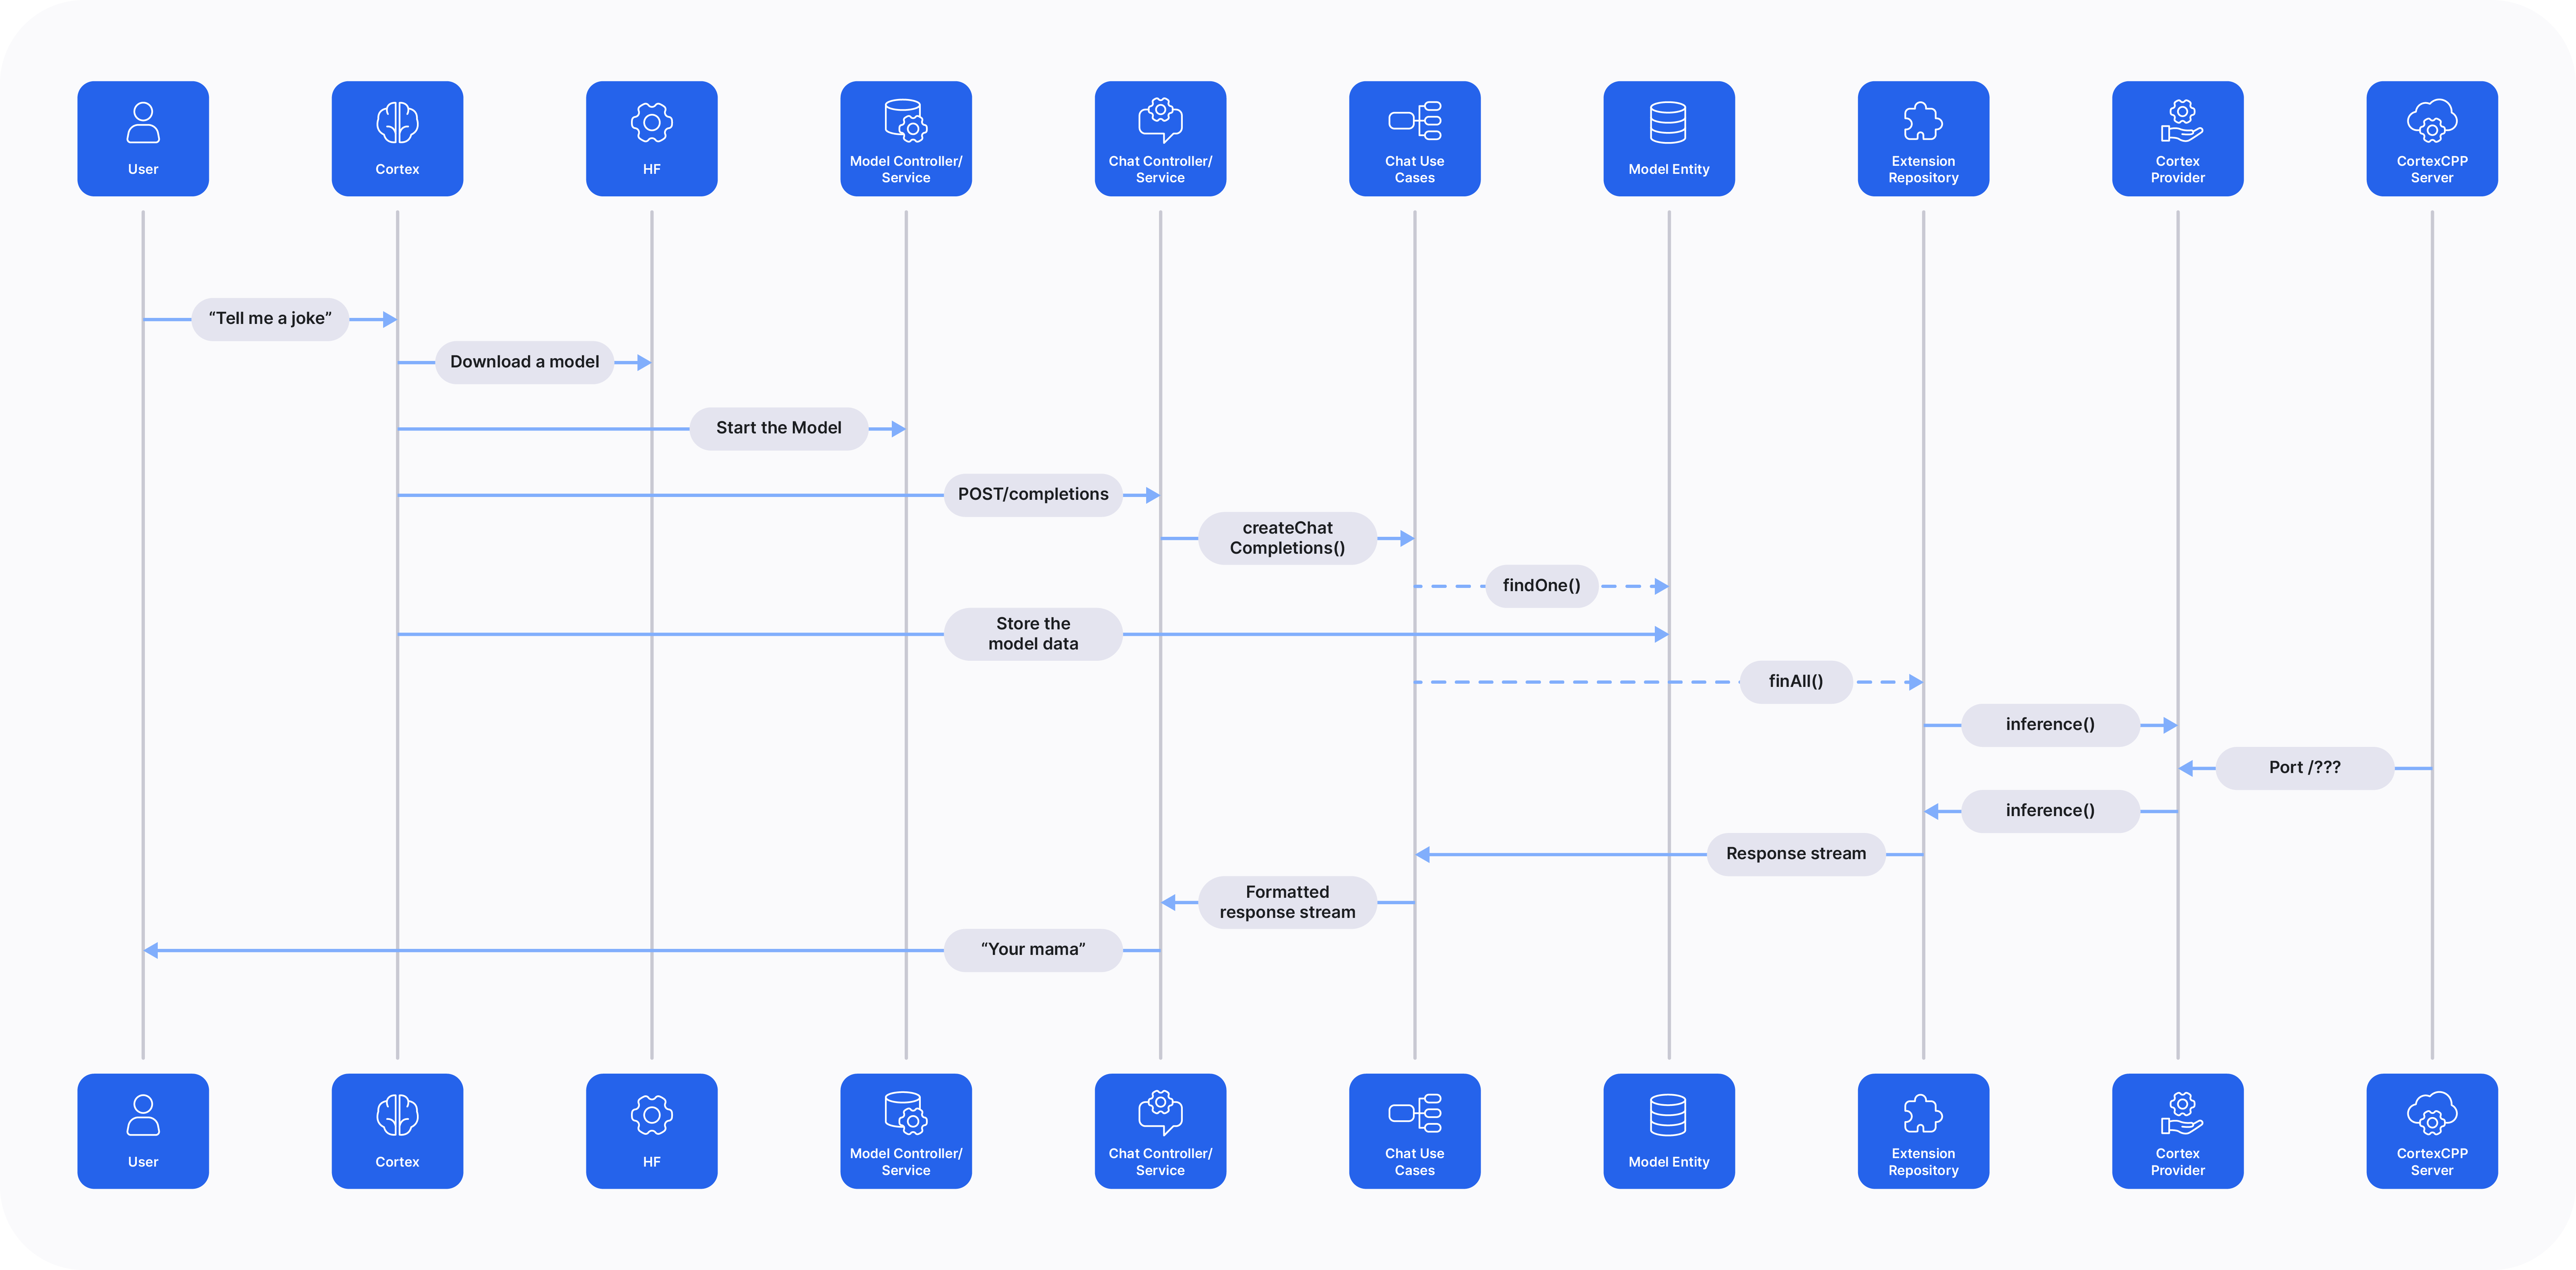 User
Cortex
HF
Model Controller/
Service
Chat Controller/
Service
Chat Use
Cases
Model Entity
Extension
Repository
Cortex
Provider
CortexCPP
Server
“Tell me a joke”
Download a model
Start the Model
POST/completions
createChat
Completions()
findOne()
Store the
model data
finAll()
inference()
Port /???
inference()
Response stream
Formatted
response stream
“Your mama”
User
Cortex
HF
Model Controller/
Service
Chat Controller/
Service
Chat Use
Cases
Model Entity
Extension
Repository
Cortex
Provider
CortexCPP
Server